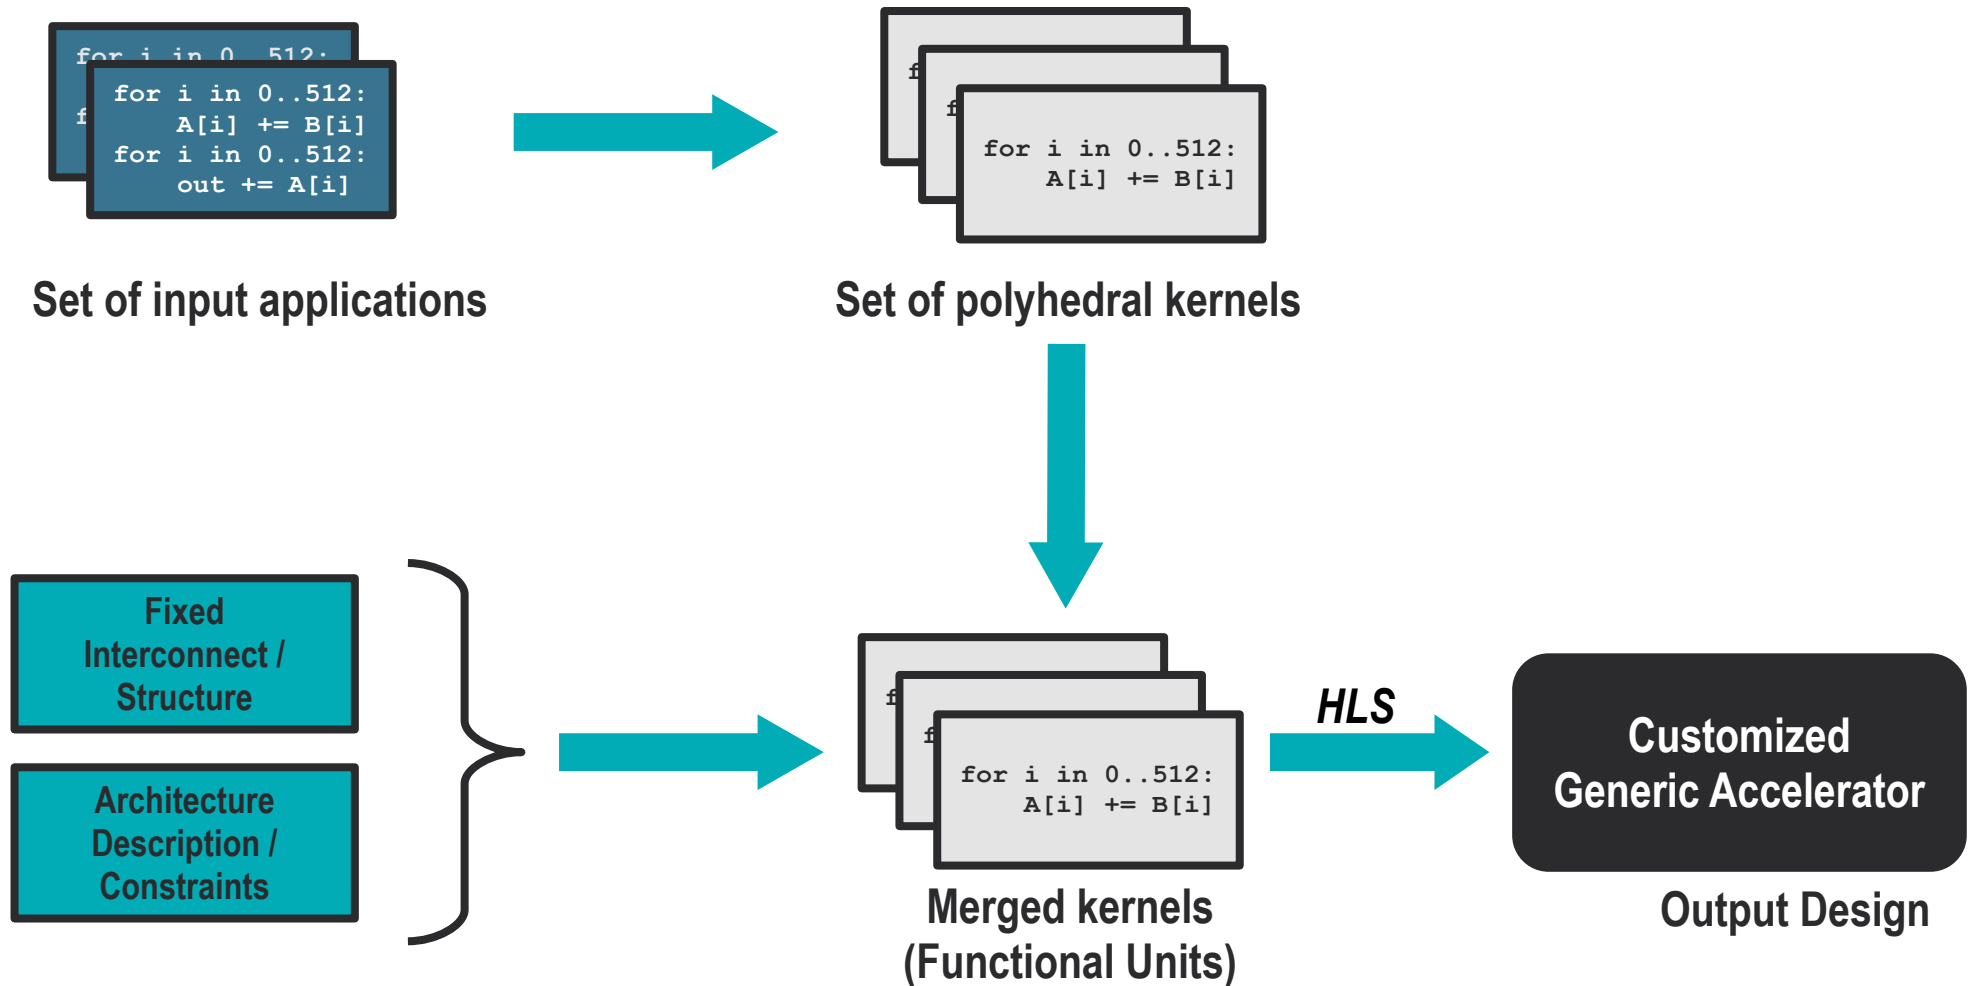 for i in 0..512:
f
for i in 0..512:
A[i] += B[i]
for i in 0..512:
out += A[i]
Set of input applications
f
f
for i in 0..512:
A[i] += B[i]
Set of polyhedral kernels
Fixed
Interconnect /
Structure
Architecture
Description /
Constraints
f
f
for i in 0..512:
A[i] += B[i]
Merged kernels
(Functional Units)
HLS
Customized
Generic Accelerator
Output Design